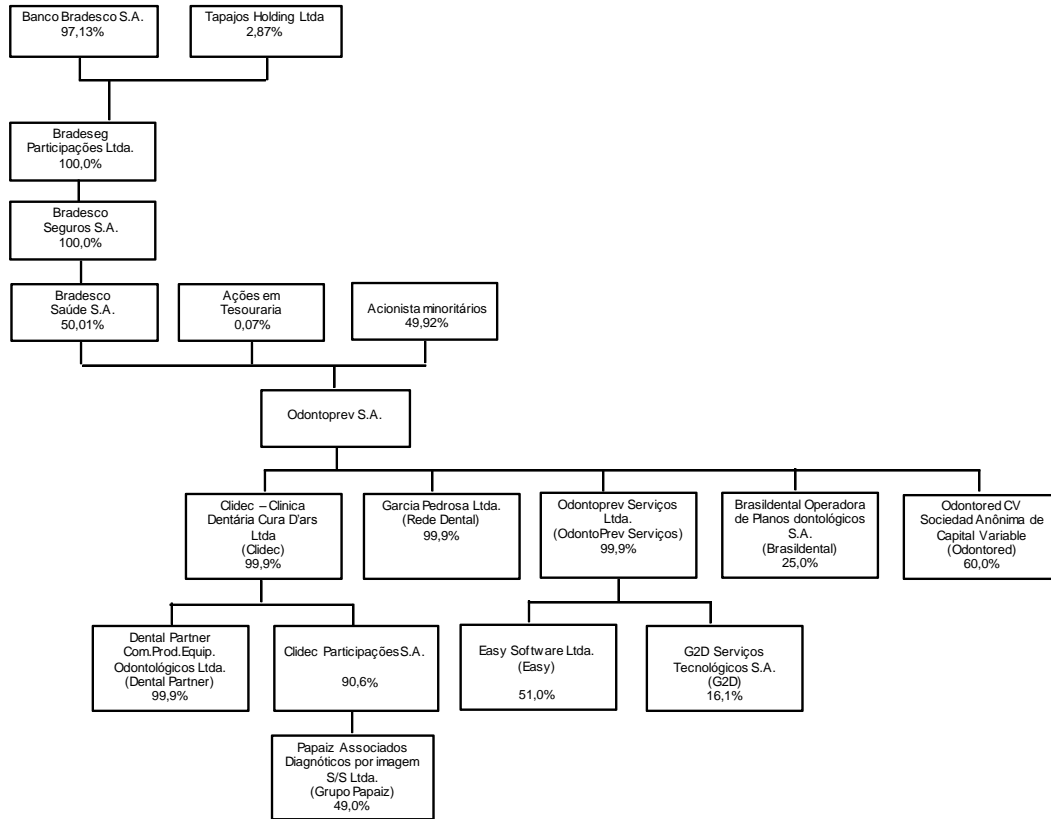 Banco Bradesco S.A.
97,13%
Tapajos Holding Ltda
2,87%
Bradeseg
Participações Ltda.
100,0%
Bradesco
Seguros S.A.
100,0%
Bradesco
Saúde S.A.
50,01%
Ações em
Tesouraria
0,07%
Acionista minoritários
49,92%
Odontoprev S.A.
Clidec – Clinica
Dentária Cura D'ars
Ltda
(Clidec)
99,9%
Garcia Pedrosa Ltda.
(Rede Dental)
99,9%
Odontoprev Serviços
Ltda.
(OdontoPrev Serviços)
99,9%
Brasildental Operadora
de Planos dontológicos
S.A.
(Brasildental)
25,0%
Odontored CV
Sociedad Anônima de
Capital Variable
(Odontored)
60,0%
Dental Partner
Com.Prod.Equip.
Odontológicos Ltda.
(Dental Partner)
99,9%
Clidec Participações S.A.
90,6%
Easy Software Ltda.
(Easy)
51,0%
G2D Serviços
Tecnológicos S.A.
(G2D)
16,1%
Papaiz Associados
Diagnóticos por imagem
S/S Ltda.
(Grupo Papaiz)
49,0%